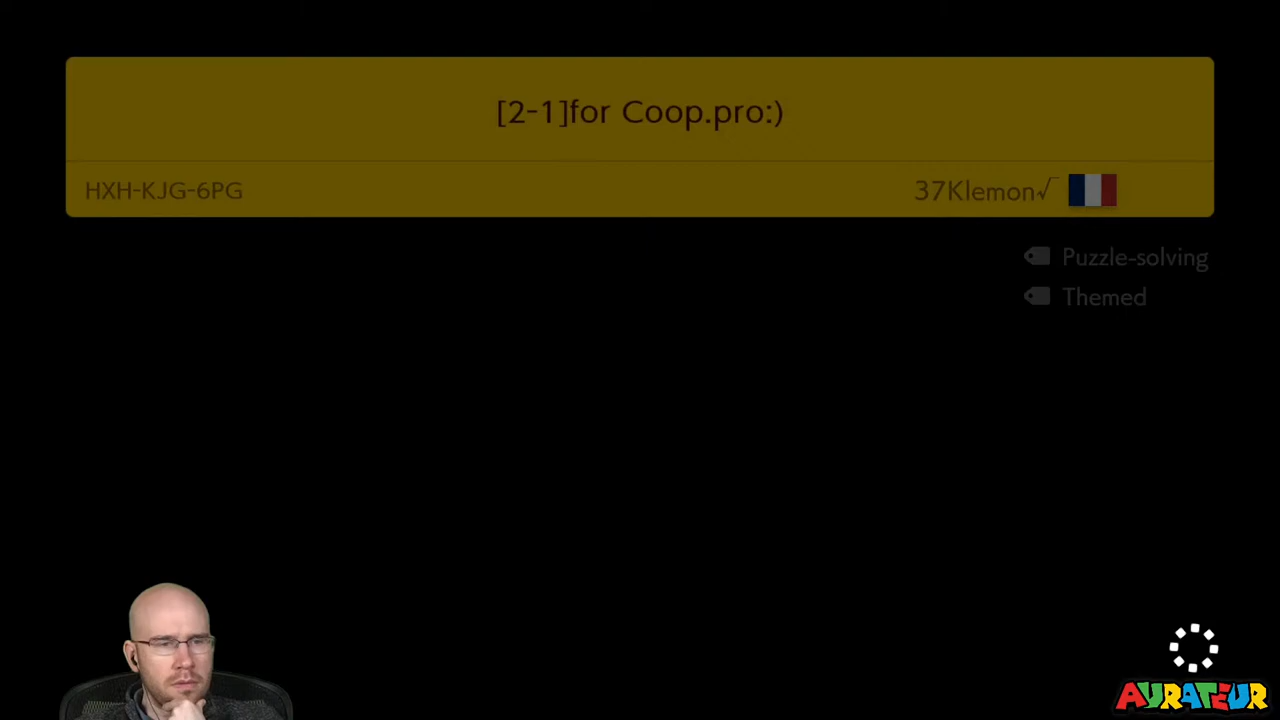 [2-1]for Coop.pro:)
HXH-KJG-6PG
37Klemon√
Puzzle-solving
Themed
AURATEUR